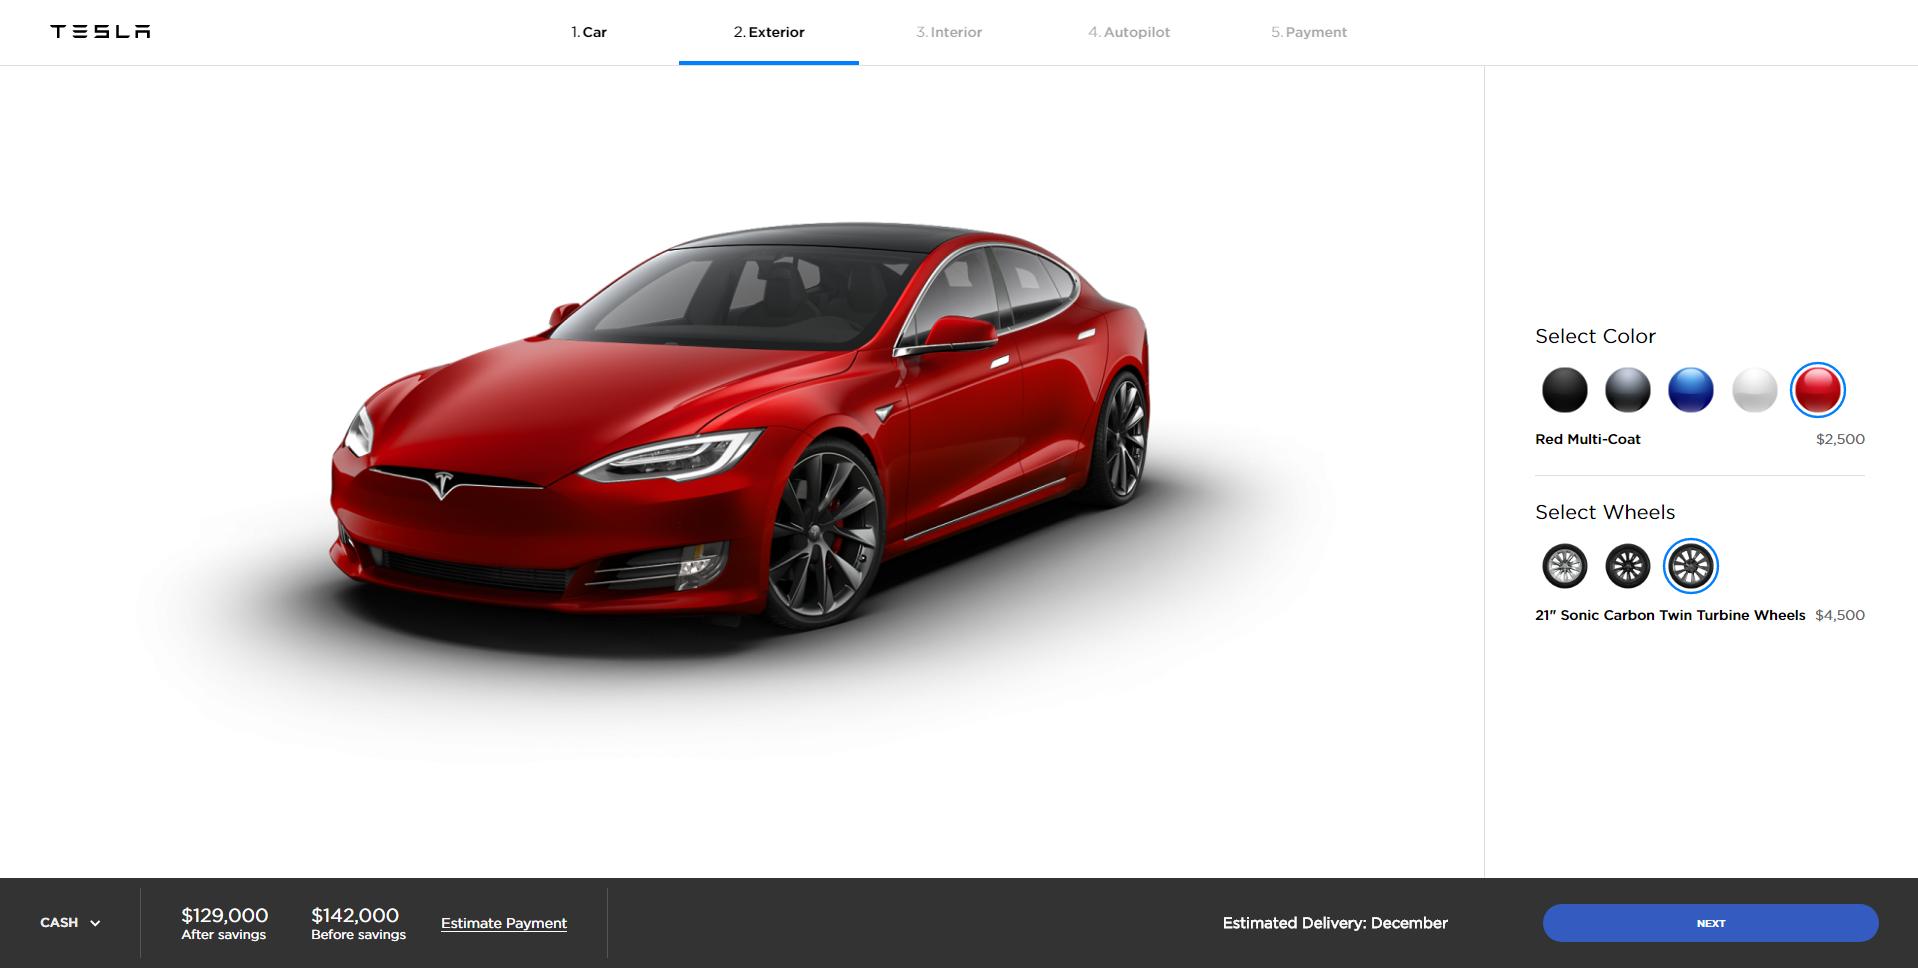 TESLA
1. Car
2. Exterior
3. Interior
4. Autopilot
5. Payment
Select Color
Red Multi-Coat $2,500
Select Wheels
21" Sonic Carbon Twin Turbine Wheels $4,500
CASH
$129,000
After savings
$142,000
Before savings
Estimate Payment
Estimated Delivery: December
NEXT